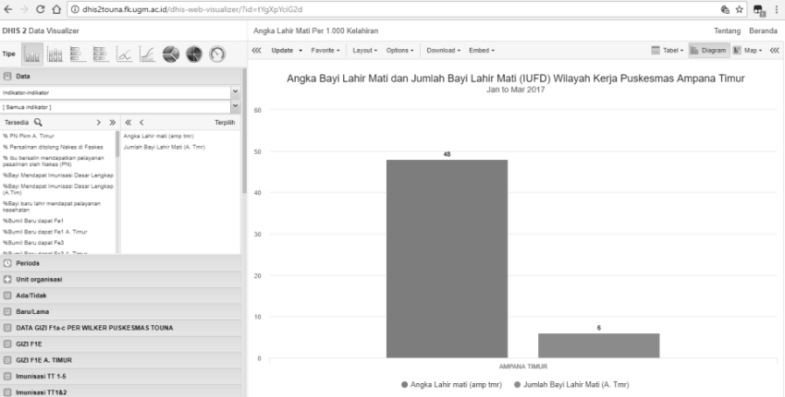 dhis2touna.fk.ugm.ac.id/dhis-web-visualizer/?id=tYgXpYciG2d
DHIS 2 Data Visualizer
Angka Lahir Mati Per 1.000 Kelahiran
Tentang Beranda
Tipe
Update Favorite Layout Options Download Embed
Tabel Diagram Map
Data
Indikator-indikator
[ Semua indikator ]
Tersedia
Terpilih
% PN Pkm A. Timur
% Persalinan ditolong Nakes di Faskes
% Ibu bersalin mendapatkan pelayanan
pesalinan oleh Nakes (PN)
%Bayi Mendapat Imunisasi Dasar Lengkap
%Bayi Mendapat Imunisasi Dasar Lengkap
(A.Tim)
%Bayi baru lahir mendapat pelayanan
kesehatan
%Bumil Baru dapat Fe1
%Bumil Baru dapat Fe1 A. Timur
%Bumil Baru dapat Fe3
%Bumil Baru dapat Fe3 A. Timur
Angka Lahir mati (amp tmr)
Jumlah Bayi Lahir Mati (A. Tmr)
Periode
Unit organisasi
Ada/Tidak
Baru/Lama
DATA GIZI F1a-c PER WILKER PUSKESMAS TOUNA
GIZI F1E
GIZI F1E A. TIMUR
Imunisasi TT 1-5
Imunisasi TT1&2
Angka Bayi Lahir Mati dan Jumlah Bayi Lahir Mati (IUFD) Wilayah Kerja Puskesmas Ampana Timur
Jan to Mar 2017
60
50
48
40
30
20
10
6
0
AMPANA TIMUR
Angka Lahir mati (amp tmr) Jumlah Bayi Lahir Mati (A. Tmr)